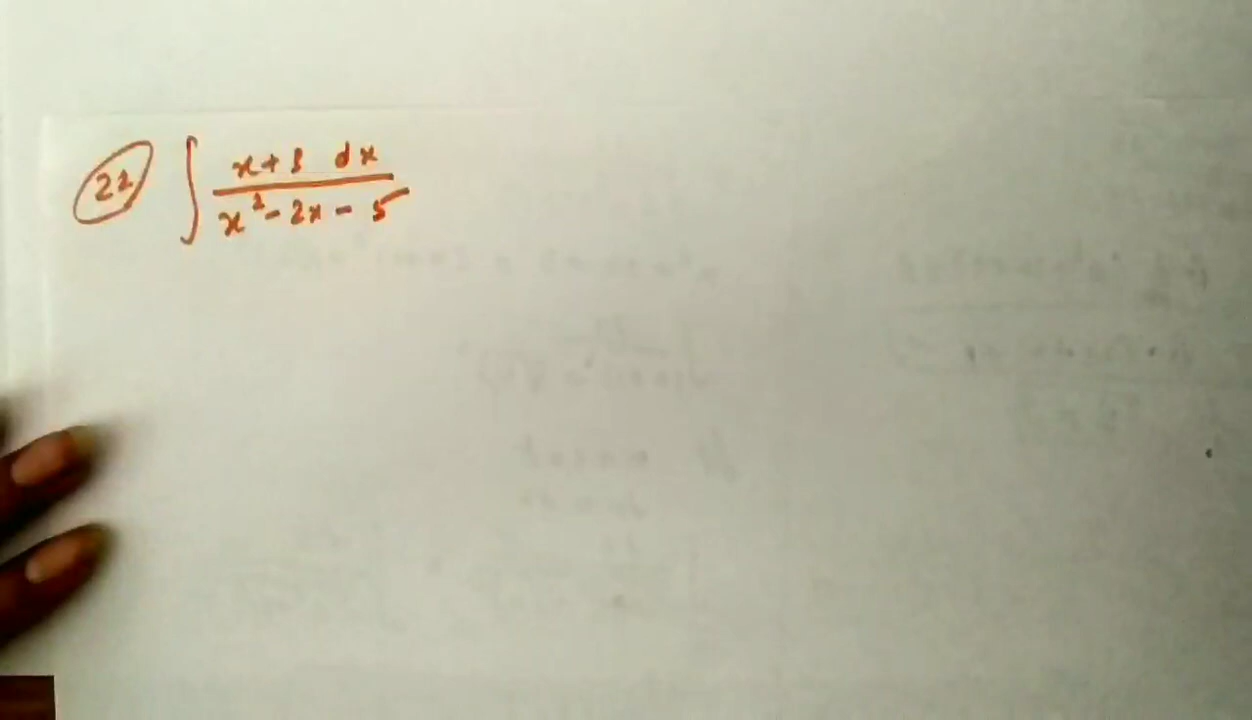 22 ∫ x+3 dx
x² - 2x - 5